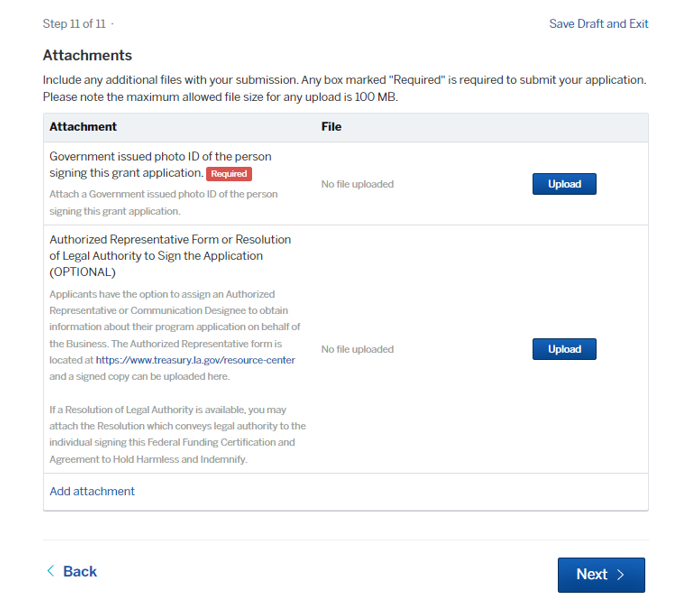 Step 11 of 11 ·
Save Draft and Exit
Attachments
Include any additional files with your submission. Any box marked "Required" is required to submit your application.
Please note the maximum allowed file size for any upload is 100 MB.
Attachment
File
Government issued photo ID of the person
signing this grant application. Required
Attach a Government issued photo ID of the person
signing this grant application.
No file uploaded
Upload
Authorized Representative Form or Resolution
of Legal Authority to Sign the Application
(OPTIONAL)
Applicants have the option to assign an Authorized
Representative or Communication Designee to obtain
information about their program application on behalf of
the Business. The Authorized Representative form is
located at https://www.treasury.la.gov/resource-center
and a signed copy can be uploaded here.
If a Resolution of Legal Authority is available, you may
attach the Resolution which conveys legal authority to the
individual signing this Federal Funding Certification and
Agreement to Hold Harmless and Indemnify.
No file uploaded
Upload
Add attachment
Back
Next